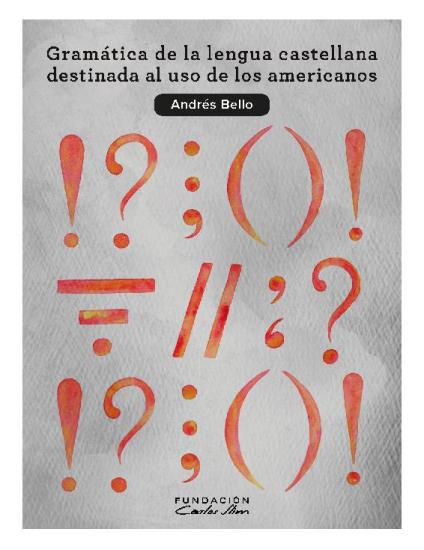 Gramática de la lengua castellana
destinada al uso de los americanos
Andrés Bello
! ? : , ( ) !
// , , ?
! ? : , ( ) !
FUNDACIÓN
Carlos Slim